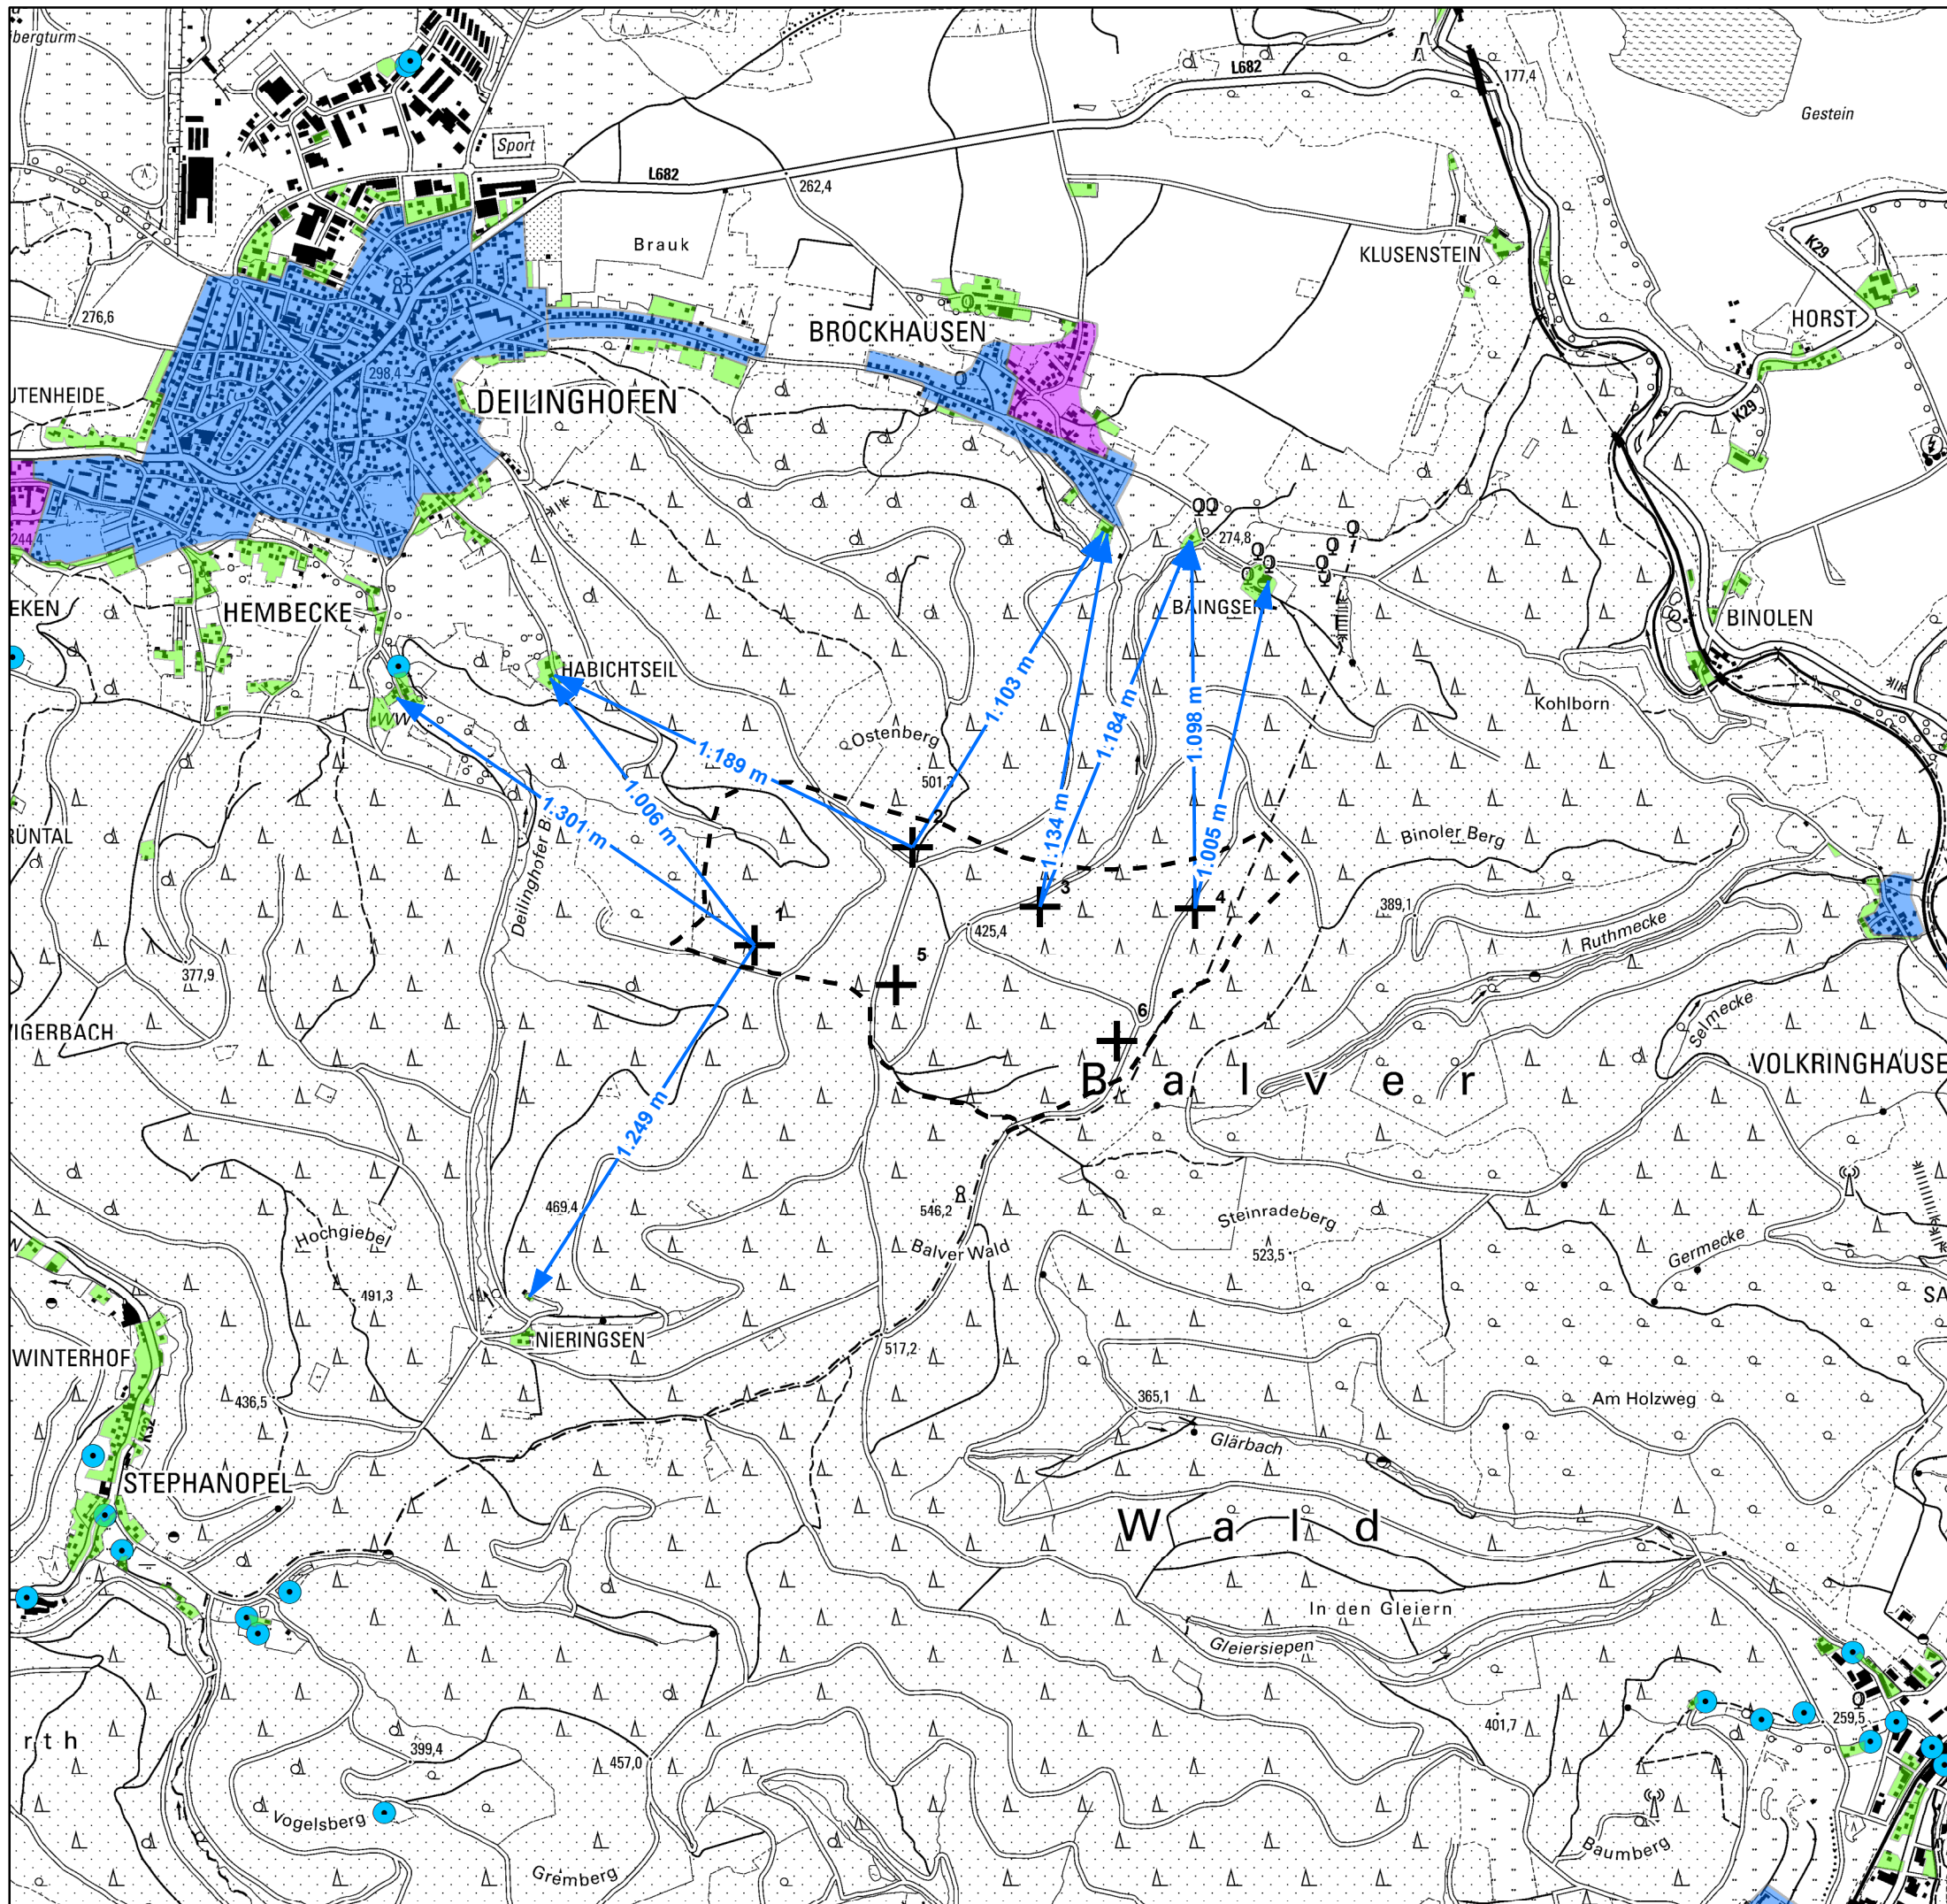 ibergturm
L682
177,4
Gestein
Sport
L682
262,4
Brauk
KLUSENSTEIN
K29
276,6
BROCKHAUSEN
HORST
298,4
UTENHEIDE
DEILINGHOFEN
K29
244,4
274,8
EKEN
HEMBECKE
BAINGSEN
BINOLEN
HABICHTSEIL
WW
Kohlborn
1.103 m
1.184 m
1.098 m
Ostenberg
1.189 m
501,3
1.006 m
1.301 m
2
1.134 m
1.005 m
Binoler Berg
RÜNTAL
Deilinghofer B
3
4
1
389,1
425,4
Ruthmecke
377,9
5
6
Selmecke
IGERBACH
B a l v e r
VOLKRINGHAUSE
1.249 m
469,4
546,2
Steinradeberg
Hochgiebel
Balver Wald
523,5
Germecke
491,3
SA
NIERINGSEN
517,2
WINTERHOF
436,5
365,1
Am Holzweg
K32
Glärbach
STEPHANOPEL
W a l d
In den Gleiern
Gleiersiepen
401,7
259,5
rth
399,4
457,0
Vogelsberg
Baumberg
Gremberg